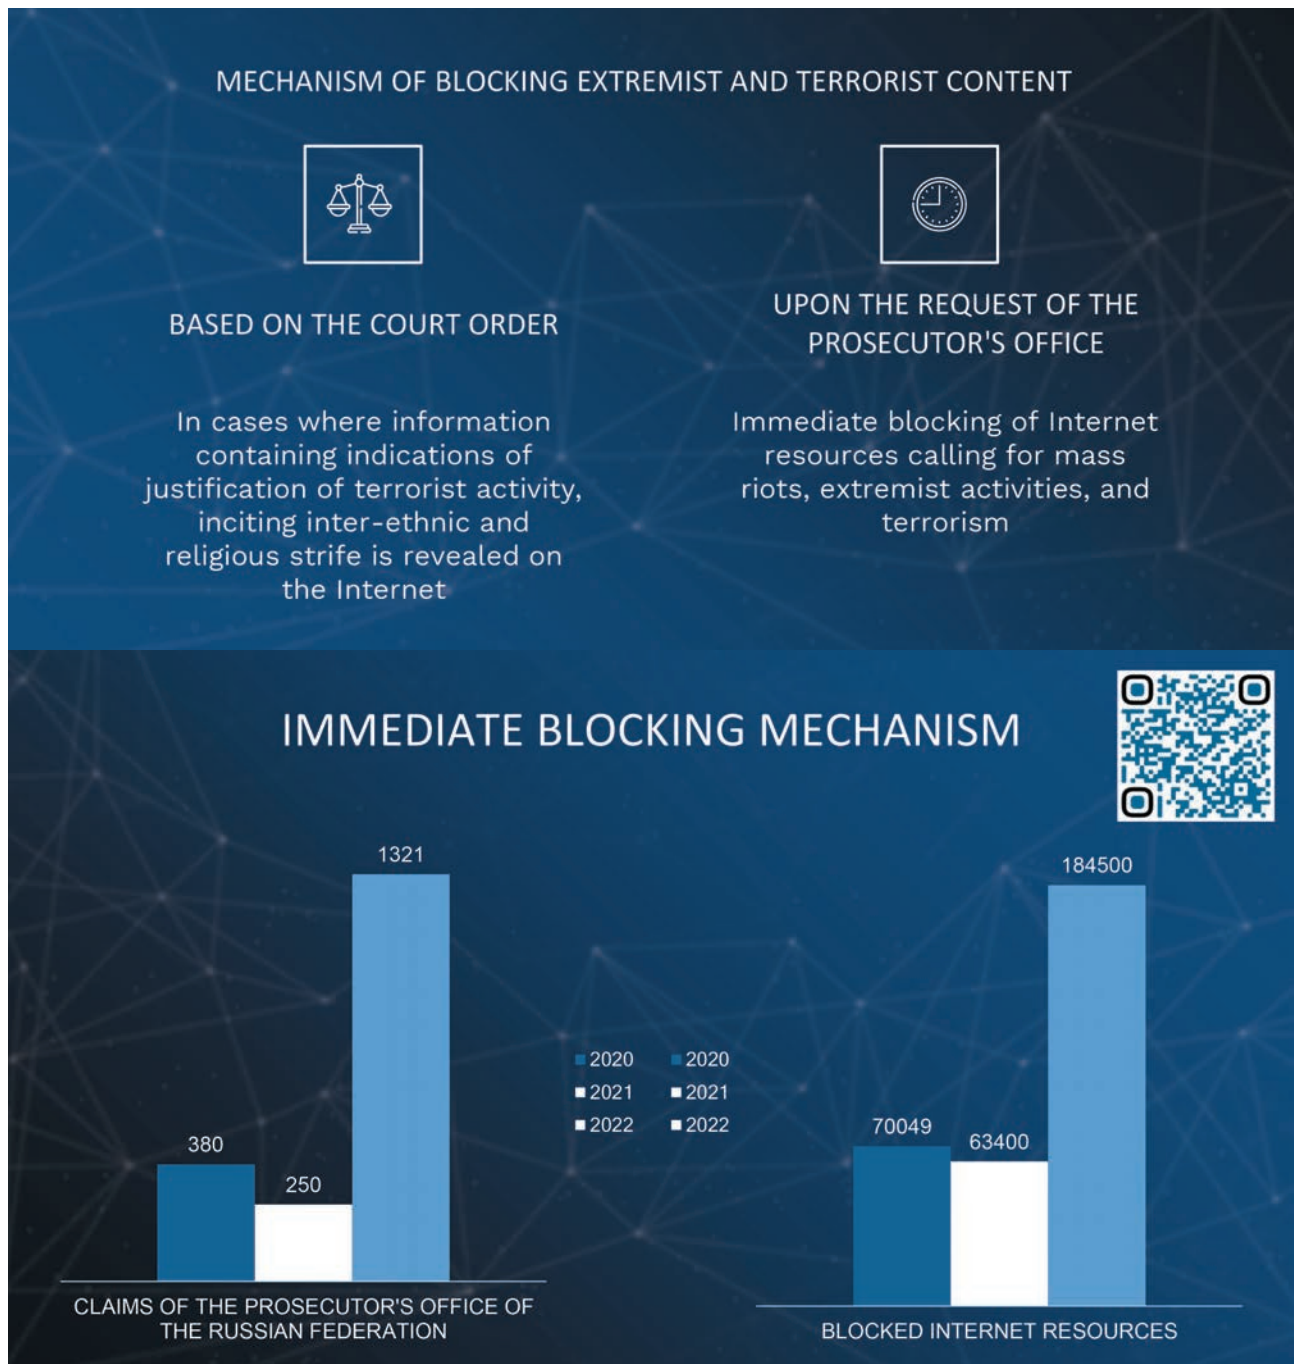 MECHANISM OF BLOCKING EXTREMIST AND TERRORIST CONTENT
BASED ON THE COURT ORDER
In cases where information
containing indications of
justification of terrorist activity,
inciting inter-ethnic and
religious strife is revealed on
the Internet
UPON THE REQUEST OF THE
PROSECUTOR'S OFFICE
Immediate blocking of Internet
resources calling for mass
riots, extremist activities, and
terrorism
IMMEDIATE BLOCKING MECHANISM
1321
380
250
CLAIMS OF THE PROSECUTOR'S OFFICE OF
THE RUSSIAN FEDERATION
2020
2021
2022
2020
2021
2022
184500
70049
63400
BLOCKED INTERNET RESOURCES